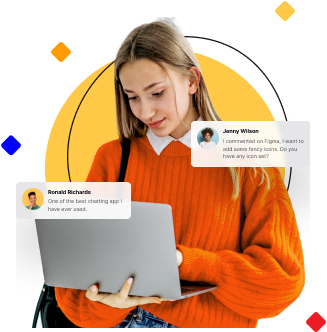 Jenny Wilson
I commented on Figma, I want to
add some fancy icons. Do you
have any icon set?
Ronald Richards
One of the best chatting app I
have ever used.